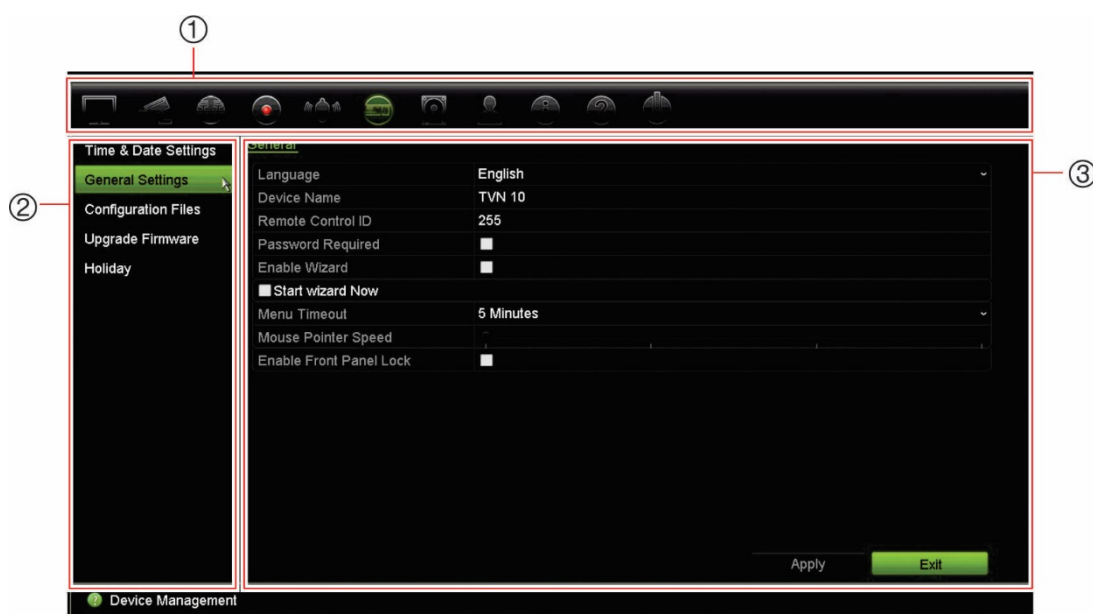 ①
Time & Date Settings
General Settings
Configuration Files
Upgrade Firmware
Holiday
②
General
Language English
Device Name TVN 10
Remote Control ID 255
Password Required
Enable Wizard
Start wizard Now
Menu Timeout 5 Minutes
Mouse Pointer Speed
Enable Front Panel Lock
Apply Exit
③
Device Management